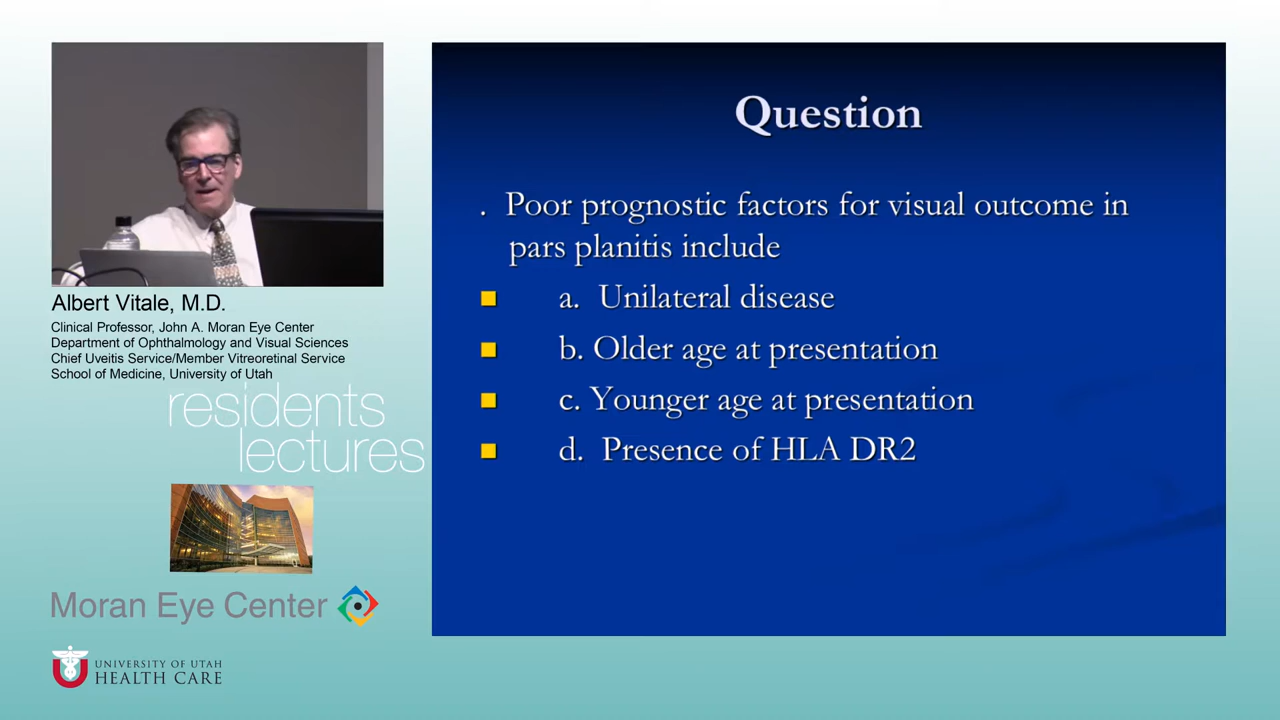 Question
. Poor prognostic factors for visual outcome in
pars planitis include
a. Unilateral disease
b. Older age at presentation
c. Younger age at presentation
d. Presence of HLA DR2
Albert Vitale, M.D.
Clinical Professor, John A. Moran Eye Center
Department of Ophthalmology and Visual Sciences
Chief Uveitis Service/Member Vitreoretinal Service
School of Medicine, University of Utah
residents
lectures
Moran Eye Center
UNIVERSITY OF UTAH
HEALTH CARE